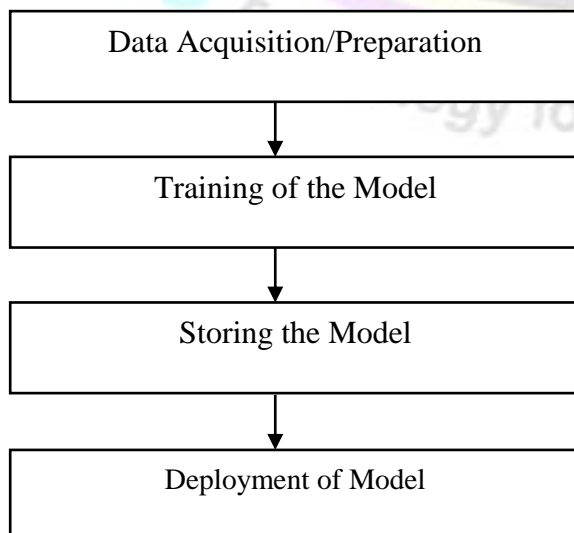 Data Acquisition/Preparation
Training of the Model
Storing the Model
Deployment of Model